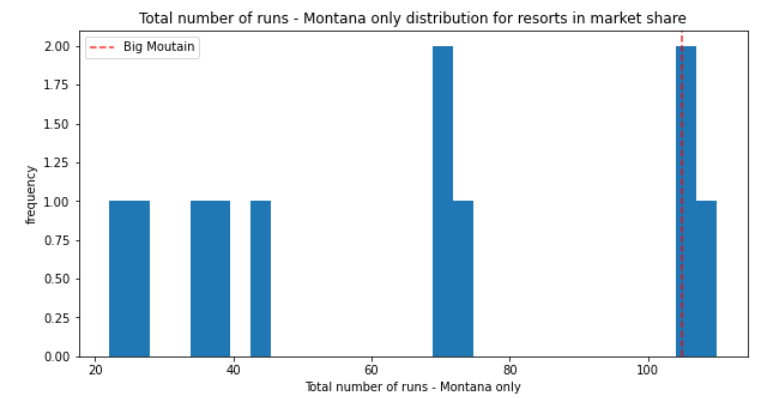 Total number of runs - Montana only distribution for resorts in market share
Big Moutain
2.00
1.75
1.50
1.25
1.00
0.75
0.50
0.25
0.00
frequency
20 40 60 80 100
Total number of runs - Montana only